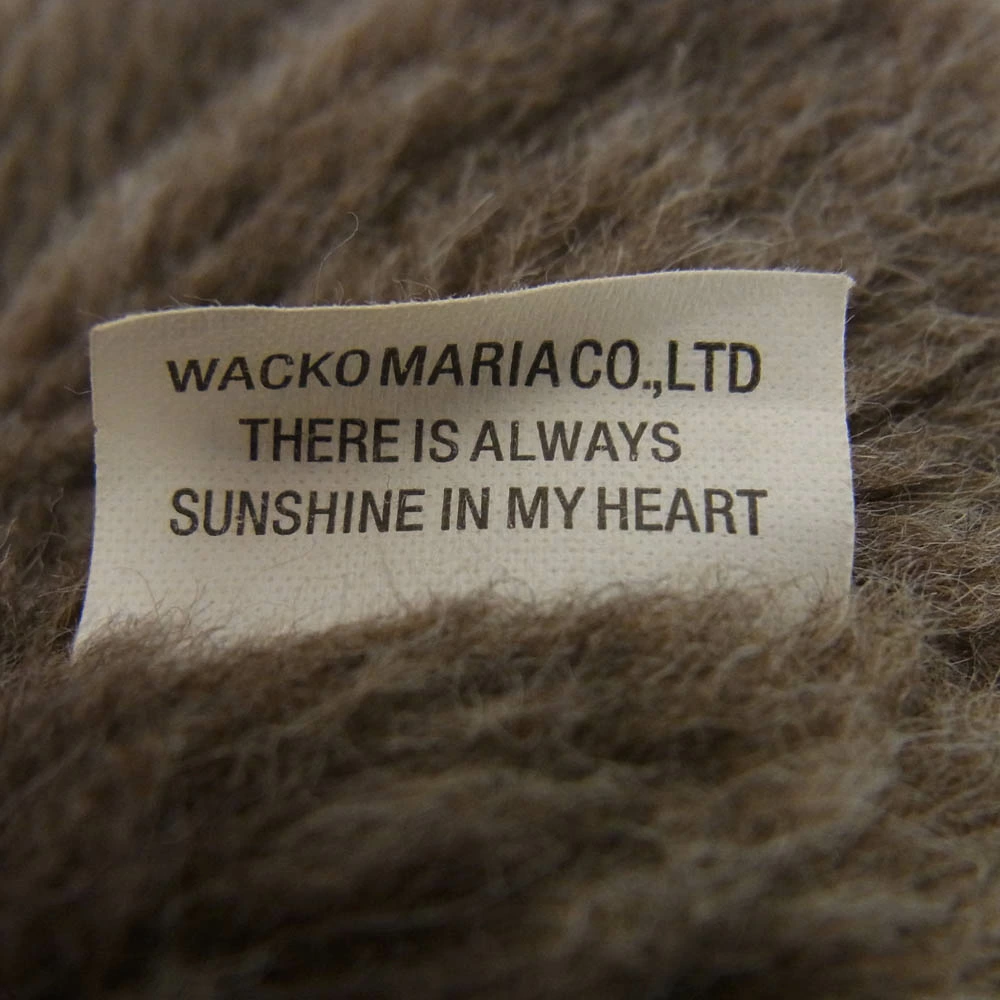 WACKO MARIA CO.,LTD
THERE IS ALWAYS
SUNSHINE IN MY HEART